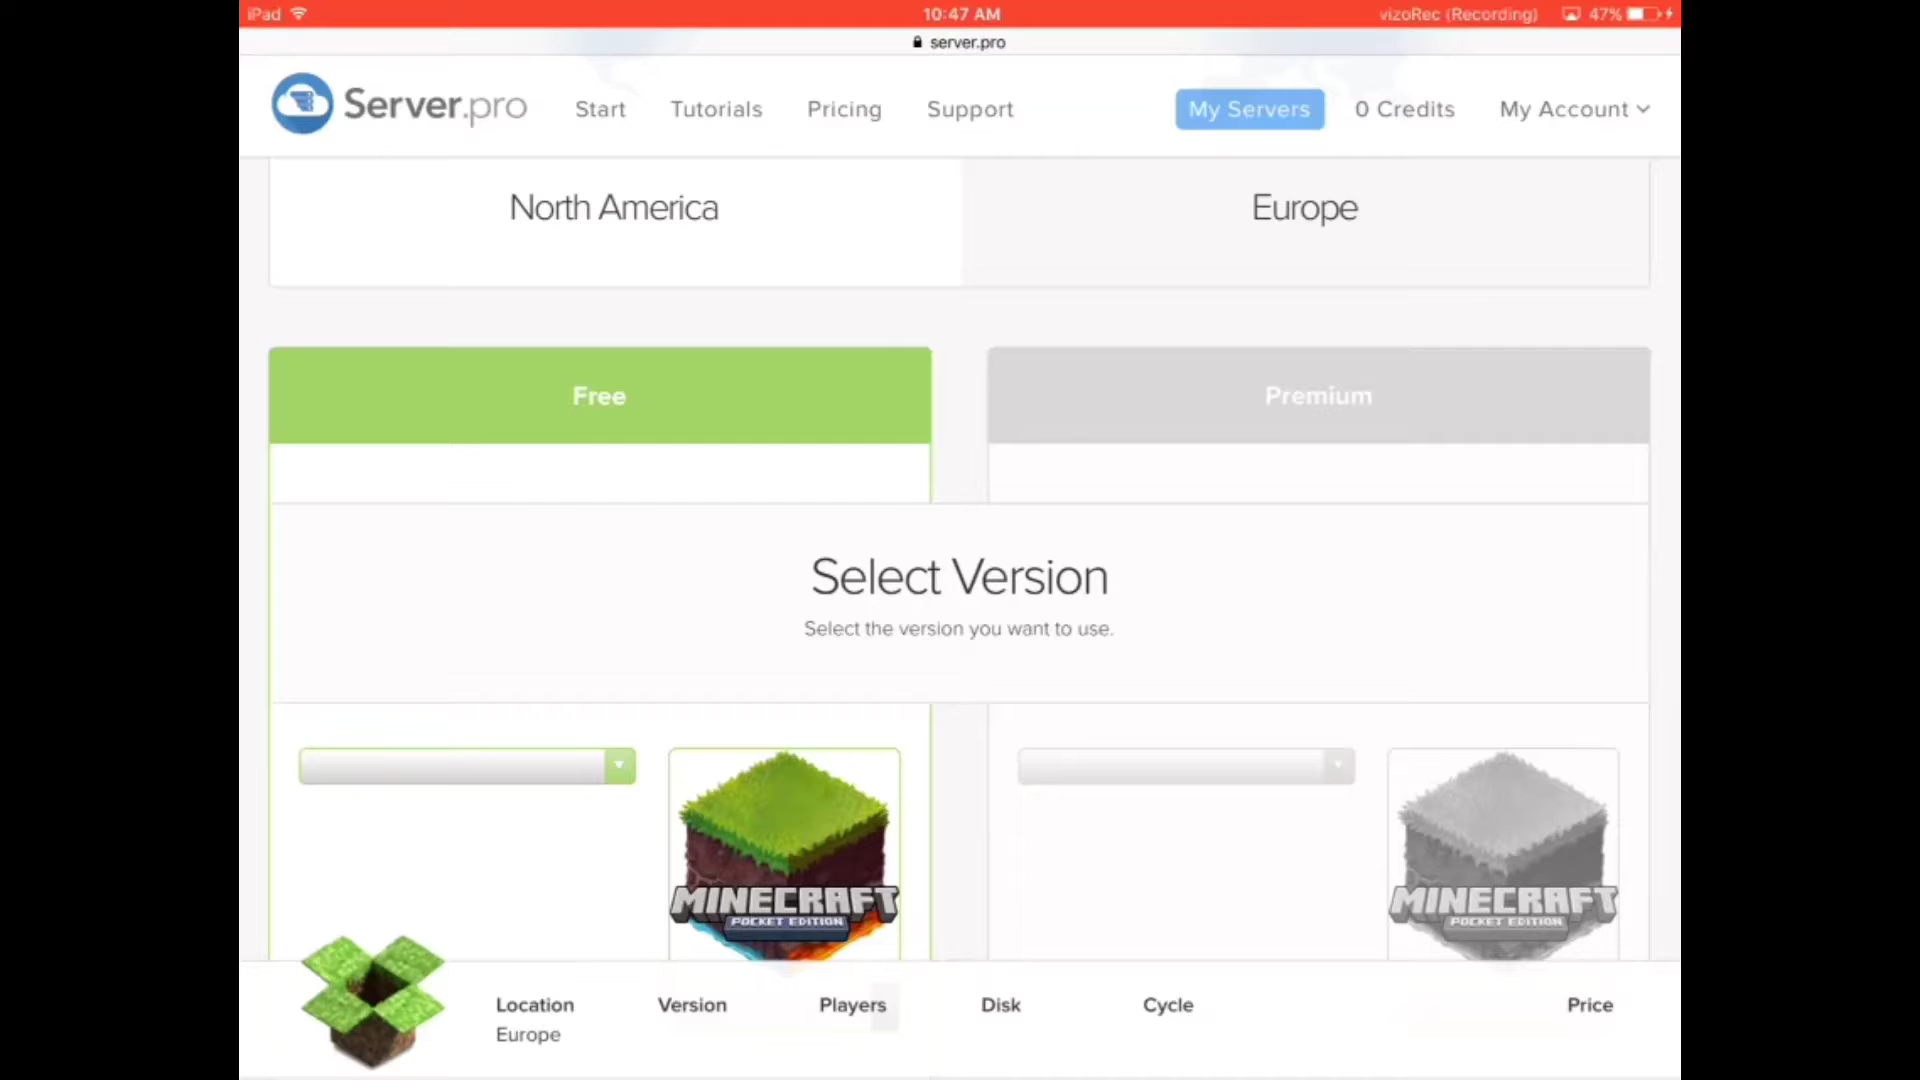 iPad 10:47 AM vizoRec (Recording) 47%
server.pro
Server.pro Start Tutorials Pricing Support My Servers 0 Credits My Account
North America Europe
Free Premium
Select Version
Select the version you want to use.
MINECRAFT MINECRAFT
POCKET EDITION POCKET EDITION
Location Version Players Disk Cycle Price
Europe